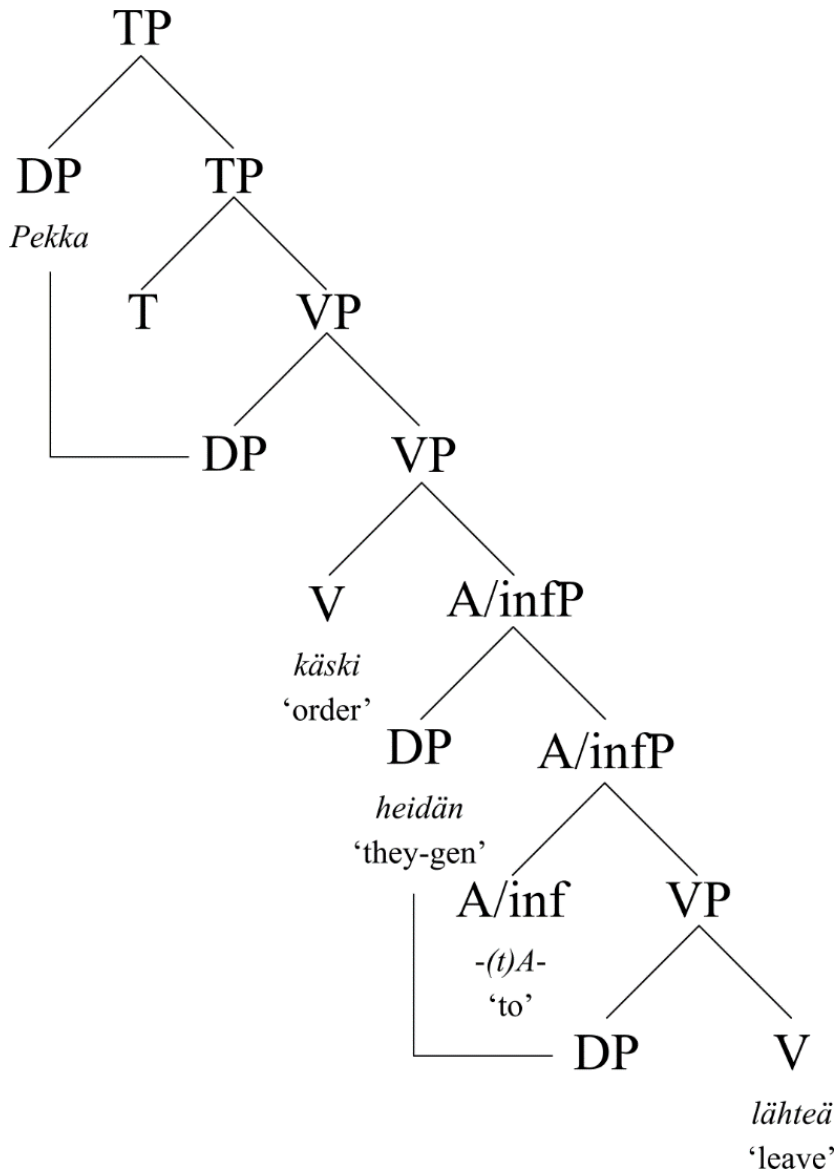 TP
DP TP
Pekka
T VP
DP VP
V A/infP
käski
‘order’
DP A/infP
heidän
‘they-gen’
A/inf VP
-(t)A-
‘to’
DP V
lähteä
‘leave’